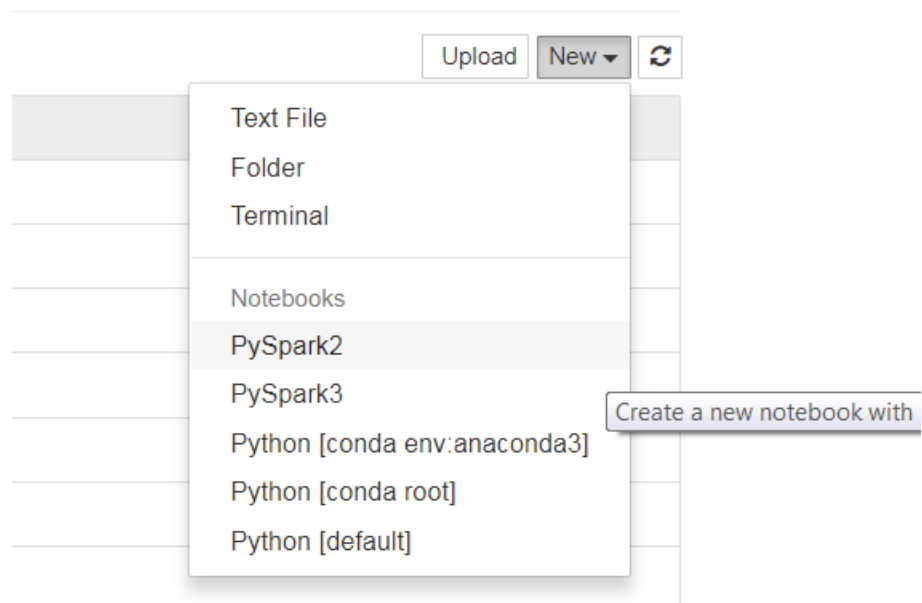 Upload New
Text File
Folder
Terminal
Notebooks
PySpark2
PySpark3
Create a new notebook with
Python [conda env:anaconda3]
Python [conda root]
Python [default]